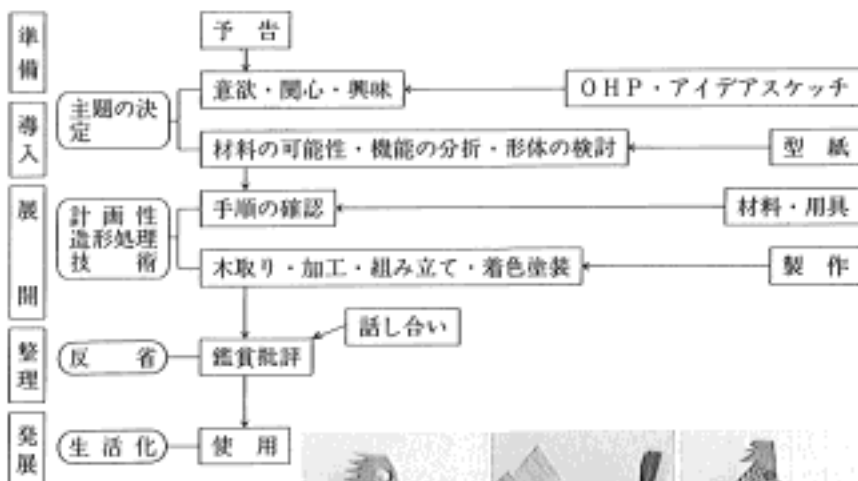 準備
予告
意欲・関心・興味
OHP・アイデアスケッチ
主題の決
定
導入
材料の可能性・機能の分折・形体の検討
型紙
展開
計画性
造形処理
技術
手順の確認
材料・用具
木取り・加工・組み立て・着色塗装
製作
話し合い
整理
反省
鑑賞批評
発展
生活化
使用